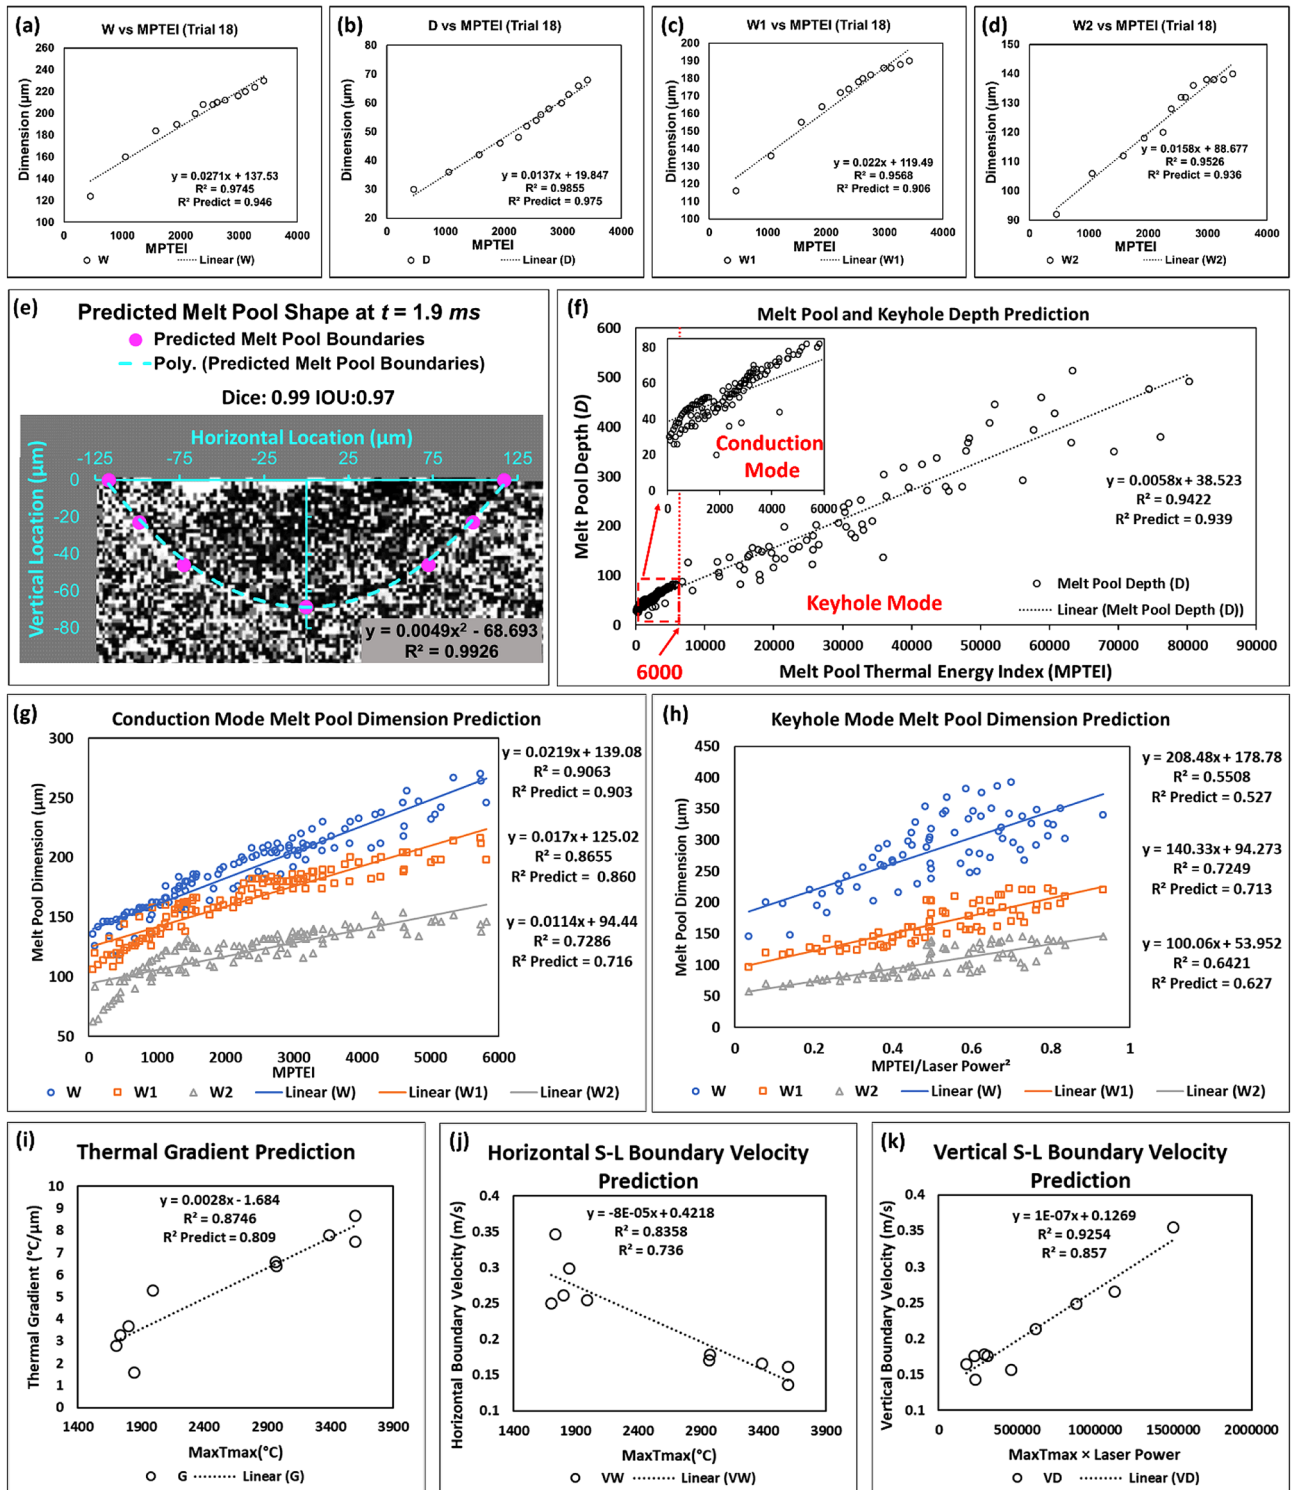 (a)
W vs MPTEI (Trial 18)
260
240
220
200
180
160
140
120
100
Dimension (µm)
y = 0.0271x + 137.53
R² = 0.9745
R² Predict = 0.946
0 1000 2000 3000 4000
MPTEI
W Linear (W)
(b)
D vs MPTEI (Trial 18)
80
70
60
50
40
30
20
Dimension (µm)
y = 0.0137x + 19.847
R² = 0.9855
R² Predict = 0.975
0 1000 2000 3000 4000
MPTEI
D Linear (D)
(c)
W1 vs MPTEI (Trial 18)
200
190
180
170
160
150
140
130
120
110
100
Dimension (µm)
y = 0.022x + 119.49
R² = 0.9568
R² Predict = 0.906
0 1000 2000 3000 4000
MPTEI
W1 Linear (W1)
(d)
W2 vs MPTEI (Trial 18)
150
140
130
120
110
100
90
Dimension (µm)
y = 0.0158x + 88.677
R² = 0.9526
R² Predict = 0.936
0 1000 2000 3000 4000
MPTEI
W2 Linear (W2)
(e)
Predicted Melt Pool Shape at t = 1.9 ms
Predicted Melt Pool Boundaries
Poly. (Predicted Melt Pool Boundaries)
Dice: 0.99 IOU:0.97
Horizontal Location (µm)
-125 -75 -25 25 75 125
Vertical Location (µm)
0
-20
-40
-60
-80
y = 0.0049x² - 68.693
R² = 0.9926
(f)
Melt Pool and Keyhole Depth Prediction
600
500
400
300
200
100
0
Melt Pool Depth (D)
80
60
40
20
0
0 2000 4000 6000
Conduction
Mode
y = 0.0058x + 38.523
R² = 0.9422
R² Predict = 0.939
Keyhole Mode
Melt Pool Depth (D)
Linear (Melt Pool Depth (D))
0 10000 20000 30000 40000 50000 60000 70000 80000 90000
6000
Melt Pool Thermal Energy Index (MPTEI)
(g)
Conduction Mode Melt Pool Dimension Prediction
300
250
200
150
100
50
Melt Pool Dimension (µm)
y = 0.0219x + 139.08
R² = 0.9063
R² Predict = 0.903
y = 0.017x + 125.02
R² = 0.8655
R² Predict = 0.860
y = 0.0114x + 94.44
R² = 0.7286
R² Predict = 0.716
0 1000 2000 3000 4000 5000 6000
MPTEI
W W1 W2 Linear (W) Linear (W1) Linear (W2)
(h)
Keyhole Mode Melt Pool Dimension Prediction
450
400
350
300
250
200
150
100
50
0
Melt Pool Dimension (µm)
y = 208.48x + 178.78
R² = 0.5508
R² Predict = 0.527
y = 140.33x + 94.273
R² = 0.7249
R² Predict = 0.713
y = 100.06x + 53.952
R² = 0.6421
R² Predict = 0.627
0 0.2 0.4 0.6 0.8 1
MPTEI/Laser Power²
W W1 W2 Linear (W) Linear (W1) Linear (W2)
(i)
Thermal Gradient Prediction
10
9
8
7
6
5
4
3
2
1
0
Thermal Gradient (°C/µm)
y = 0.0028x - 1.684
R² = 0.8746
R² Predict = 0.809
1400 1900 2400 2900 3400 3900
MaxTmax(°C)
G Linear (G)
(j)
Horizontal S-L Boundary Velocity
Prediction
0.4
0.35
0.3
0.25
0.2
0.15
0.1
Horizontal Boundary Velocity (m/s)
y = -8E-05x + 0.4218
R² = 0.8358
R² = 0.736
1400 1900 2400 2900 3400 3900
MaxTmax(°C)
VW Linear (VW)
(k)
Vertical S-L Boundary Velocity
Prediction
0.4
0.35
0.3
0.25
0.2
0.15
0.1
Vertical Boundary Velocity (m/s)
y = 1E-07x + 0.1269
R² = 0.9254
R² = 0.857
0 500000 1000000 1500000 2000000
MaxTmax × Laser Power
VD Linear (VD)